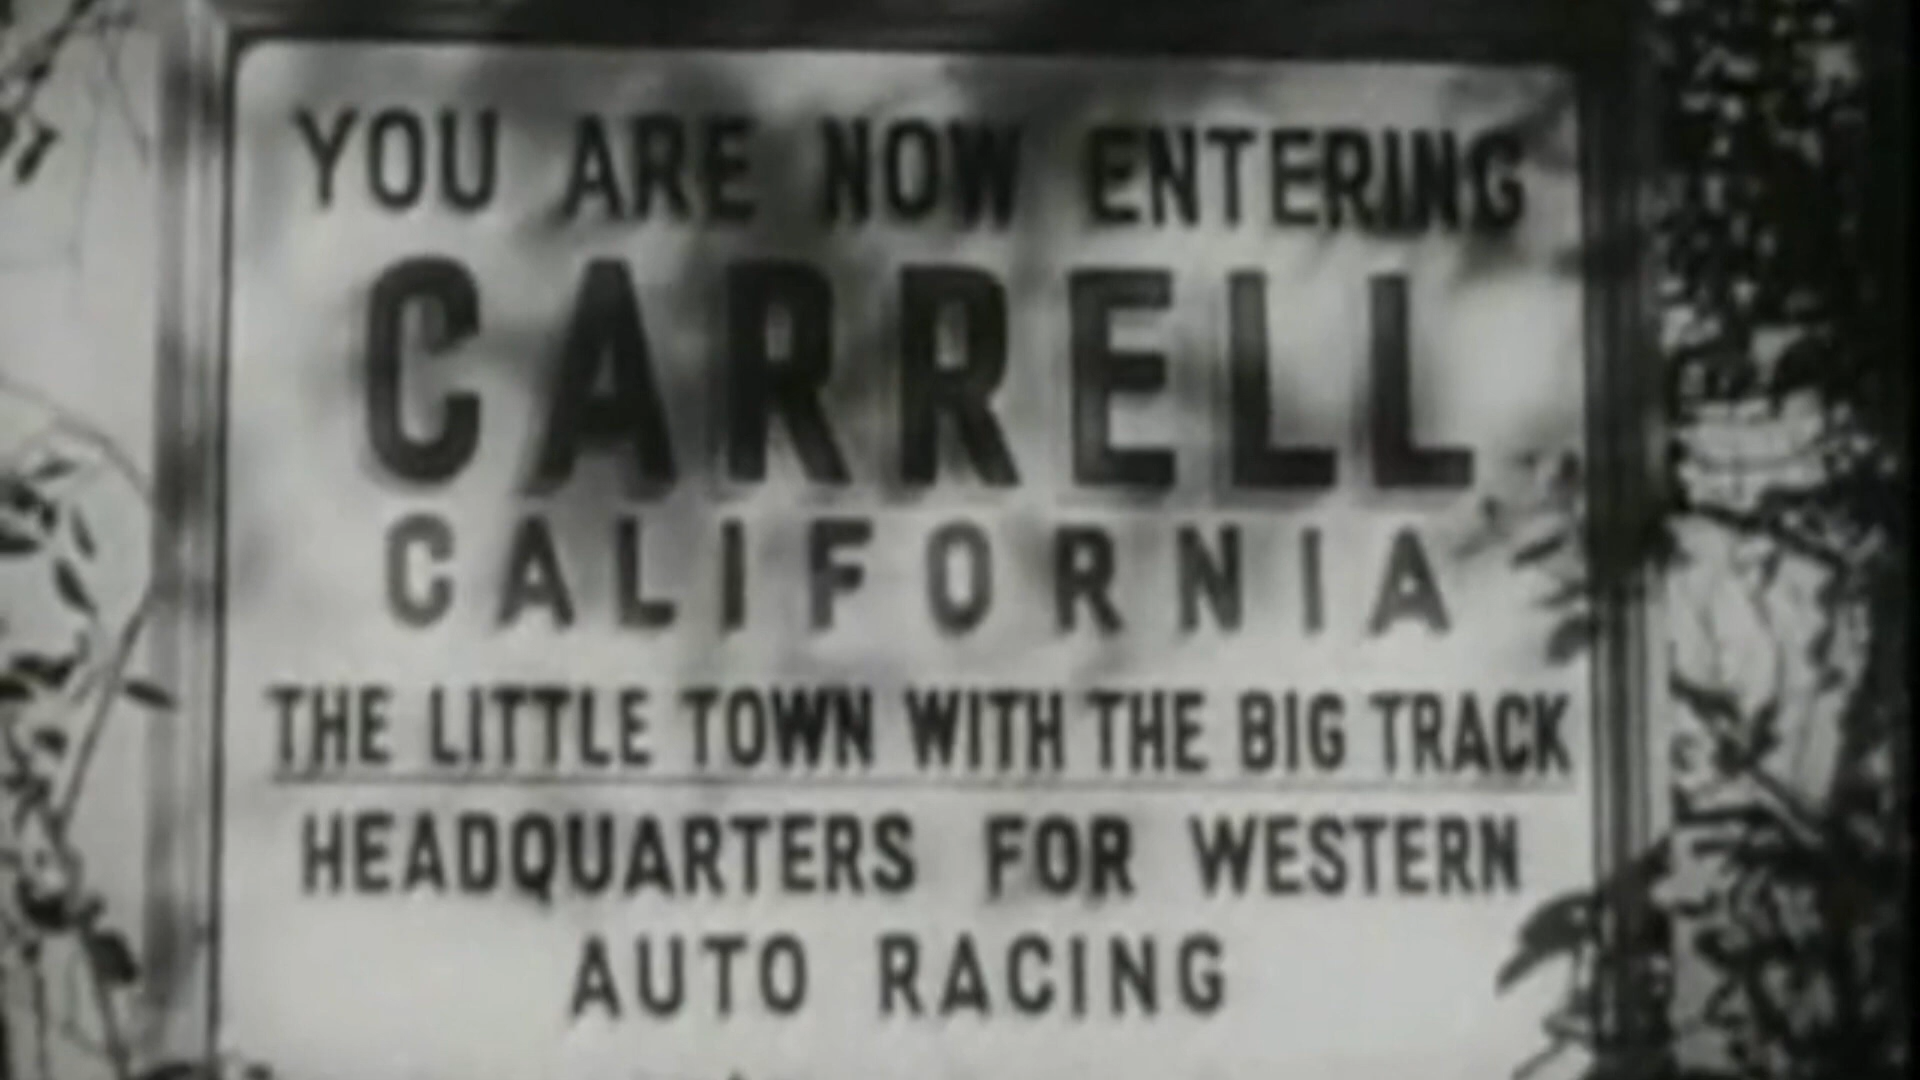 YOU ARE NOW ENTERING
CARRELL
CALIFORNIA
THE LITTLE TOWN WITH THE BIG TRACK
HEADQUARTERS FOR WESTERN
AUTO RACING